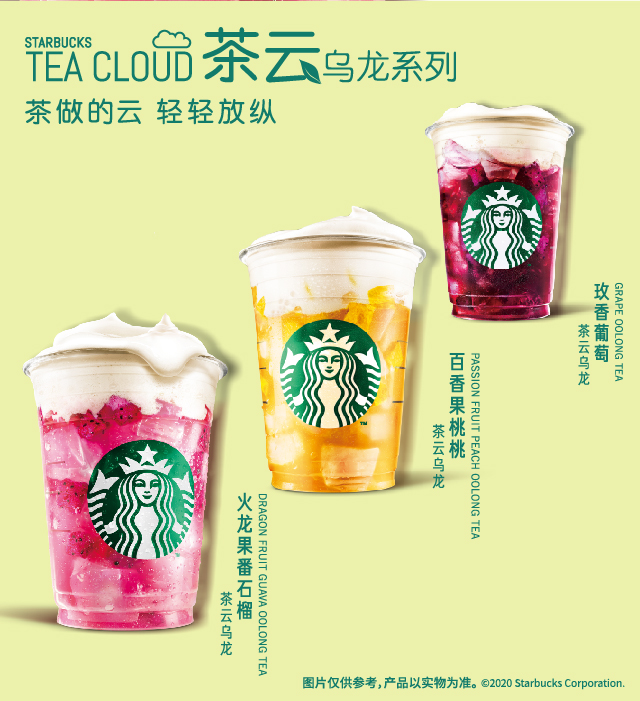 STARBUCKS
TEA CLOUD 茶云乌龙系列
茶做的云 轻轻放纵
GRAPE OOLONG TEA
玫香葡萄
茶云乌龙
PASSION FRUIT PEACH OOLONG TEA
百香果桃桃
茶云乌龙
TM
DRAGON FRUIT GUAVA OOLONG TEA
火龙果番石榴
茶云乌龙
图片仅供参考，产品以实物为准。 ©2020 Starbucks Corporation.